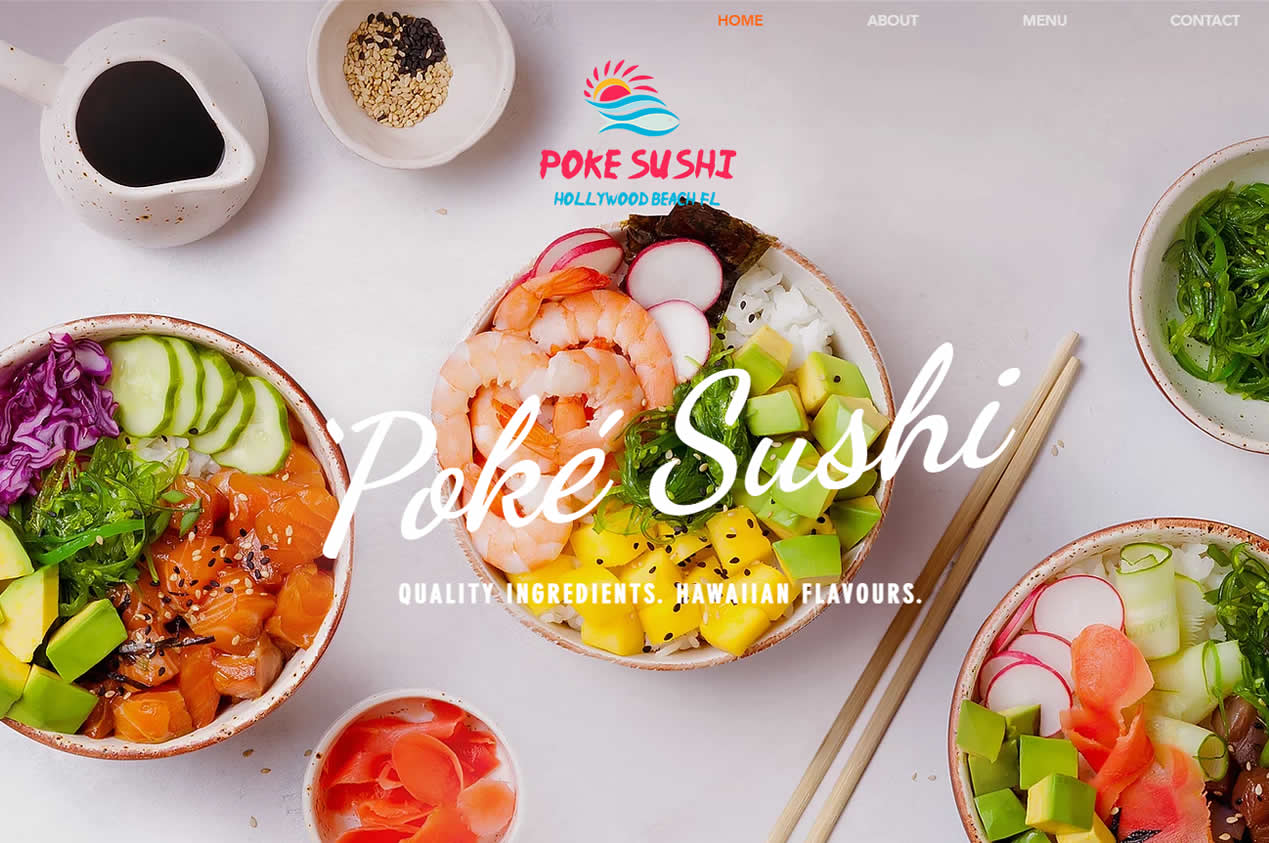 HOME ABOUT MENU CONTACT
POKE SUSHI
HOLLYWOOD BEACH FL
Poké Sushi
QUALITY INGREDIENTS. HAWAIIAN FLAVOURS.